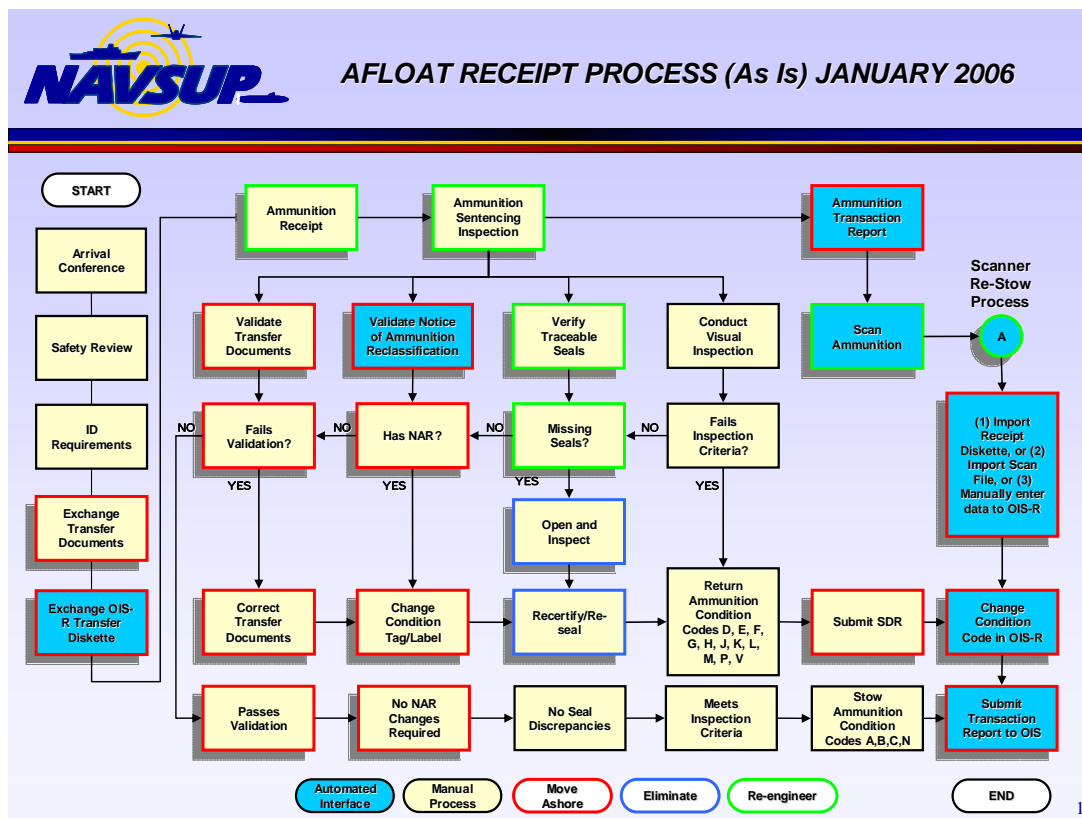 NAVSUP
AFLOAT RECEIPT PROCESS (As Is) JANUARY 2006
START
Arrival
Conference
Safety Review
ID
Requirements
Exchange
Transfer
Documents
Exchange OIS-
R Transfer
Diskette
Ammunition
Receipt
Ammunition
Sentencing
Inspection
Ammunition
Transaction
Report
Validate
Transfer
Documents
Validate Notice
of Ammunition
Reclassification
Verify
Traceable
Seals
Conduct
Visual
Inspection
Scan
Ammunition
Scanner
Re-Stow
Process
A
NO
Fails
Validation?
NO
Has NAR?
NO
Missing
Seals?
NO
Fails
Inspection
Criteria?
YES
YES
YES
YES
(1) Import
Receipt
Diskette, or (2)
Import Scan
File, or (3)
Manually enter
data to OIS-R
Open and
Inspect
Correct
Transfer
Documents
Change
Condition
Tag/Label
Recertify/Re-
seal
Return
Ammunition
Condition
Codes D, E, F,
G, H, J, K, L,
M, P, V
Submit SDR
Change
Condition
Code in OIS-R
Passes
Validation
No NAR
Changes
Required
No Seal
Discrepancies
Meets
Inspection
Criteria
Stow
Ammunition
Condition
Codes A,B,C,N
Submit
Transaction
Report to OIS
Automated
Interface
Manual
Process
Move
Ashore
Eliminate
Re-engineer
END
1